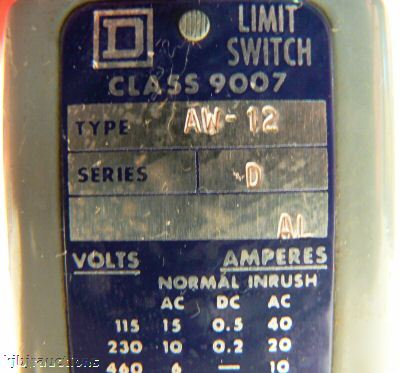 D LIMIT
SWITCH
CLASS 9007
TYPE AW-12
SERIES D
AL
VOLTS AMPERES
NORMAL INRUSH
AC DC AC
115 15 0.5 40
230 10 0.2 20
460 6 — 10